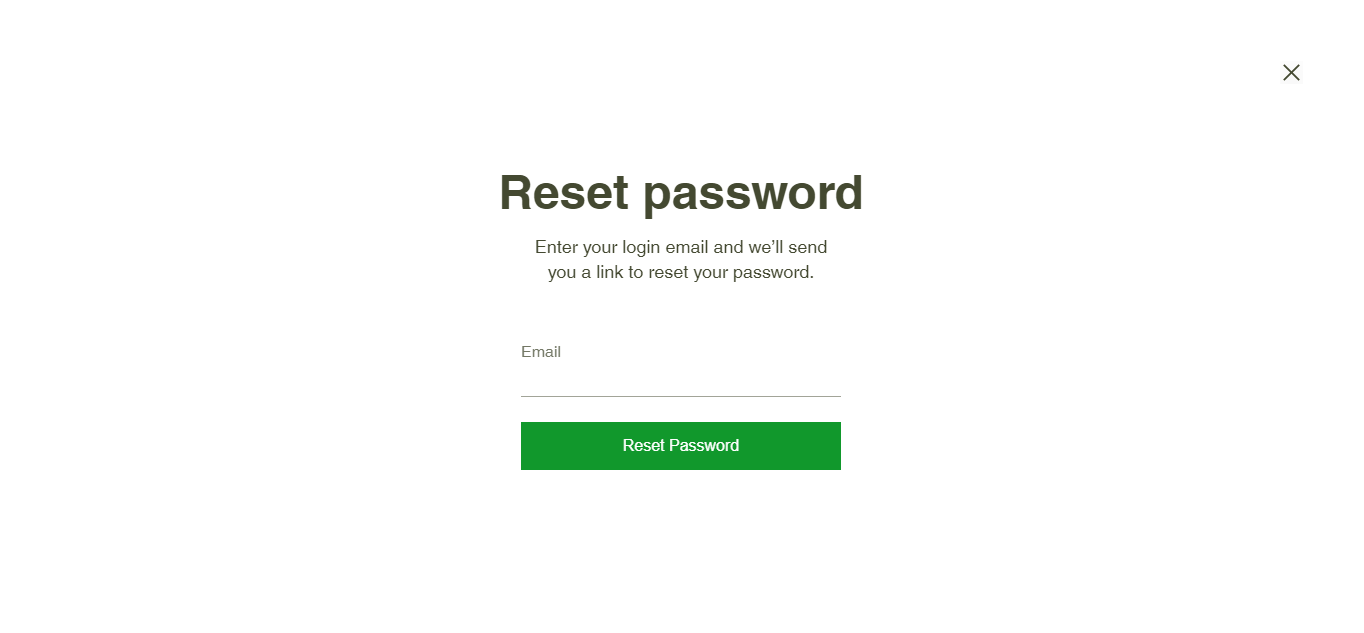 Reset password
Enter your login email and we’ll send
you a link to reset your password.
Email
Reset Password